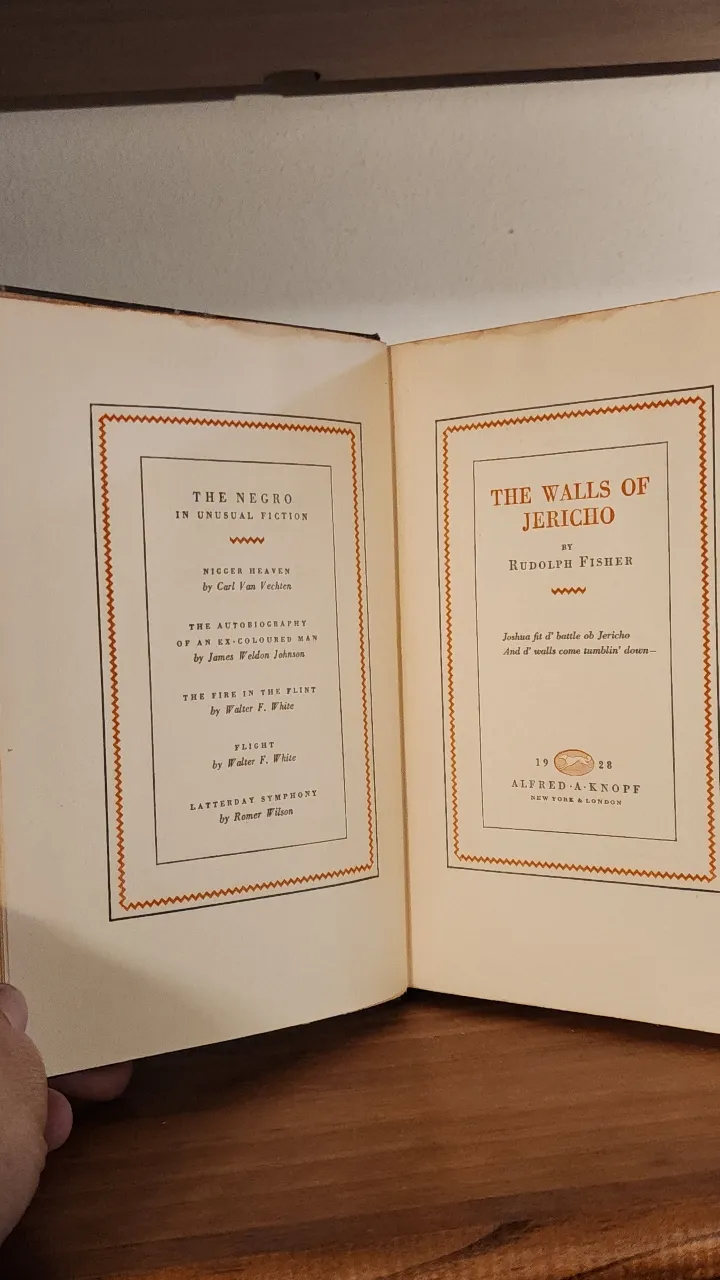 THE NEGRO
IN UNUSUAL FICTION
NIGGER HEAVEN
by Carl Van Vechten
THE AUTOBIOGRAPHY
OF AN EX-COLOURED MAN
by James Weldon Johnson
THE FIRE IN THE FLINT
by Walter F. White
FLIGHT
by Walter F. White
LATTERDAY SYMPHONY
by Romer Wilson
THE WALLS OF
JERICHO
BY
RUDOLPH FISHER
Joshua fit d' battle ob Jericho
And d' walls come tumblin' down—
19 28
ALFRED·A·KNOPF
NEW YORK & LONDON